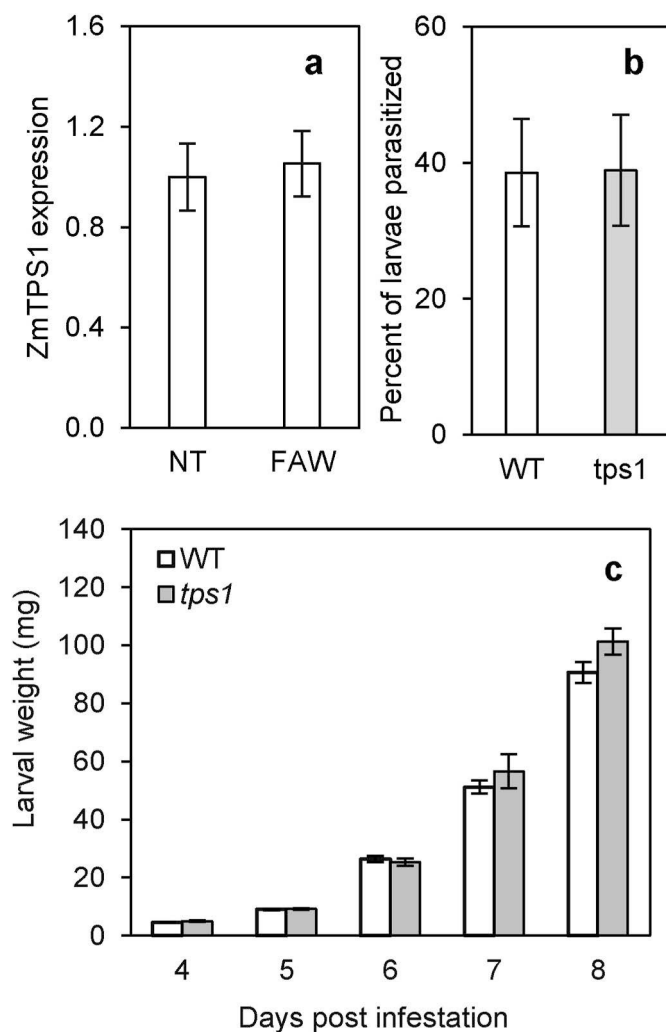 a
ZmTPS1 expression
1.6
1.2
0.8
0.4
0.0
NT FAW
b
Percent of larvae parasitized
60
40
20
0
WT tps1
c
Larval weight (mg)
140
120
100
80
60
40
20
0
WT
tps1
4 5 6 7 8
Days post infestation